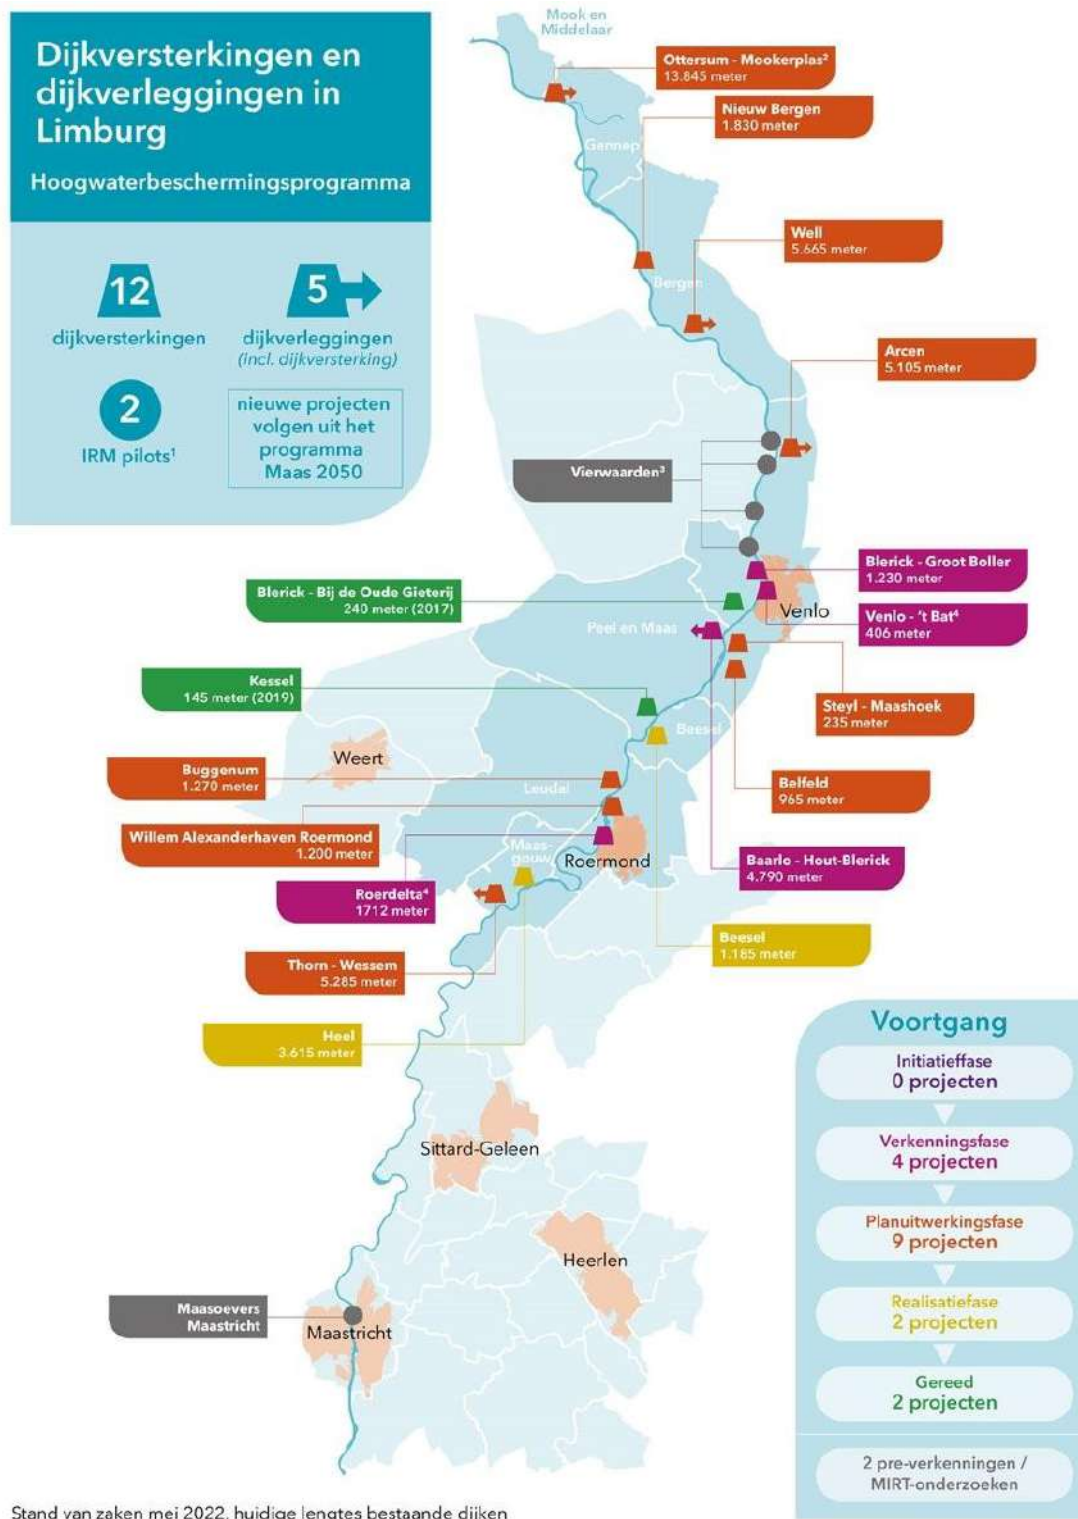 Dijkversterkingen en
dijkverleggingen in
Limburg
Hoogwaterbeschermingsprogramma
12
dijkversterkingen
5
dijkverleggingen
(incl. dijkversterking)
2
IRM pilots¹
nieuwe projecten
volgen uit het
programma
Maas 2050
Mook en
Middelaar
Ottersum - Mookerplas²
13.845 meter
Nieuw Bergen
1.830 meter
Gennep
Well
5.665 meter
Bergen
Arcen
5.105 meter
Vierwaarden³
Blerick - Groot Boller
1.230 meter
Blerick - Bij de Oude Gieterij
240 meter (2017)
Venlo
Venlo - 't Bat⁴
406 meter
Peel en Maas
Kessel
145 meter (2019)
Steyl - Maashoek
235 meter
Beesel
Weert
Buggenum
1.270 meter
Leudal
Belfeld
965 meter
Willem Alexanderhaven Roermond
1.200 meter
Maas-
gouw
Roermond
Baarlo - Hout-Blerick
4.790 meter
Roerdelta⁴
1712 meter
Beesel
1.185 meter
Thorn - Wessem
5.285 meter
Heel
3.615 meter
Sittard-Geleen
Heerlen
Maasoevers
Maastricht
Maastricht
Voortgang
Initiatieffase
0 projecten
Verkenningsfase
4 projecten
Planuitwerkingsfase
9 projecten
Realisatiefase
2 projecten
Gereed
2 projecten
2 pre-verkenningen /
MIRT-onderzoeken
Stand van zaken mei 2022, huidige lengtes bestaande dijken